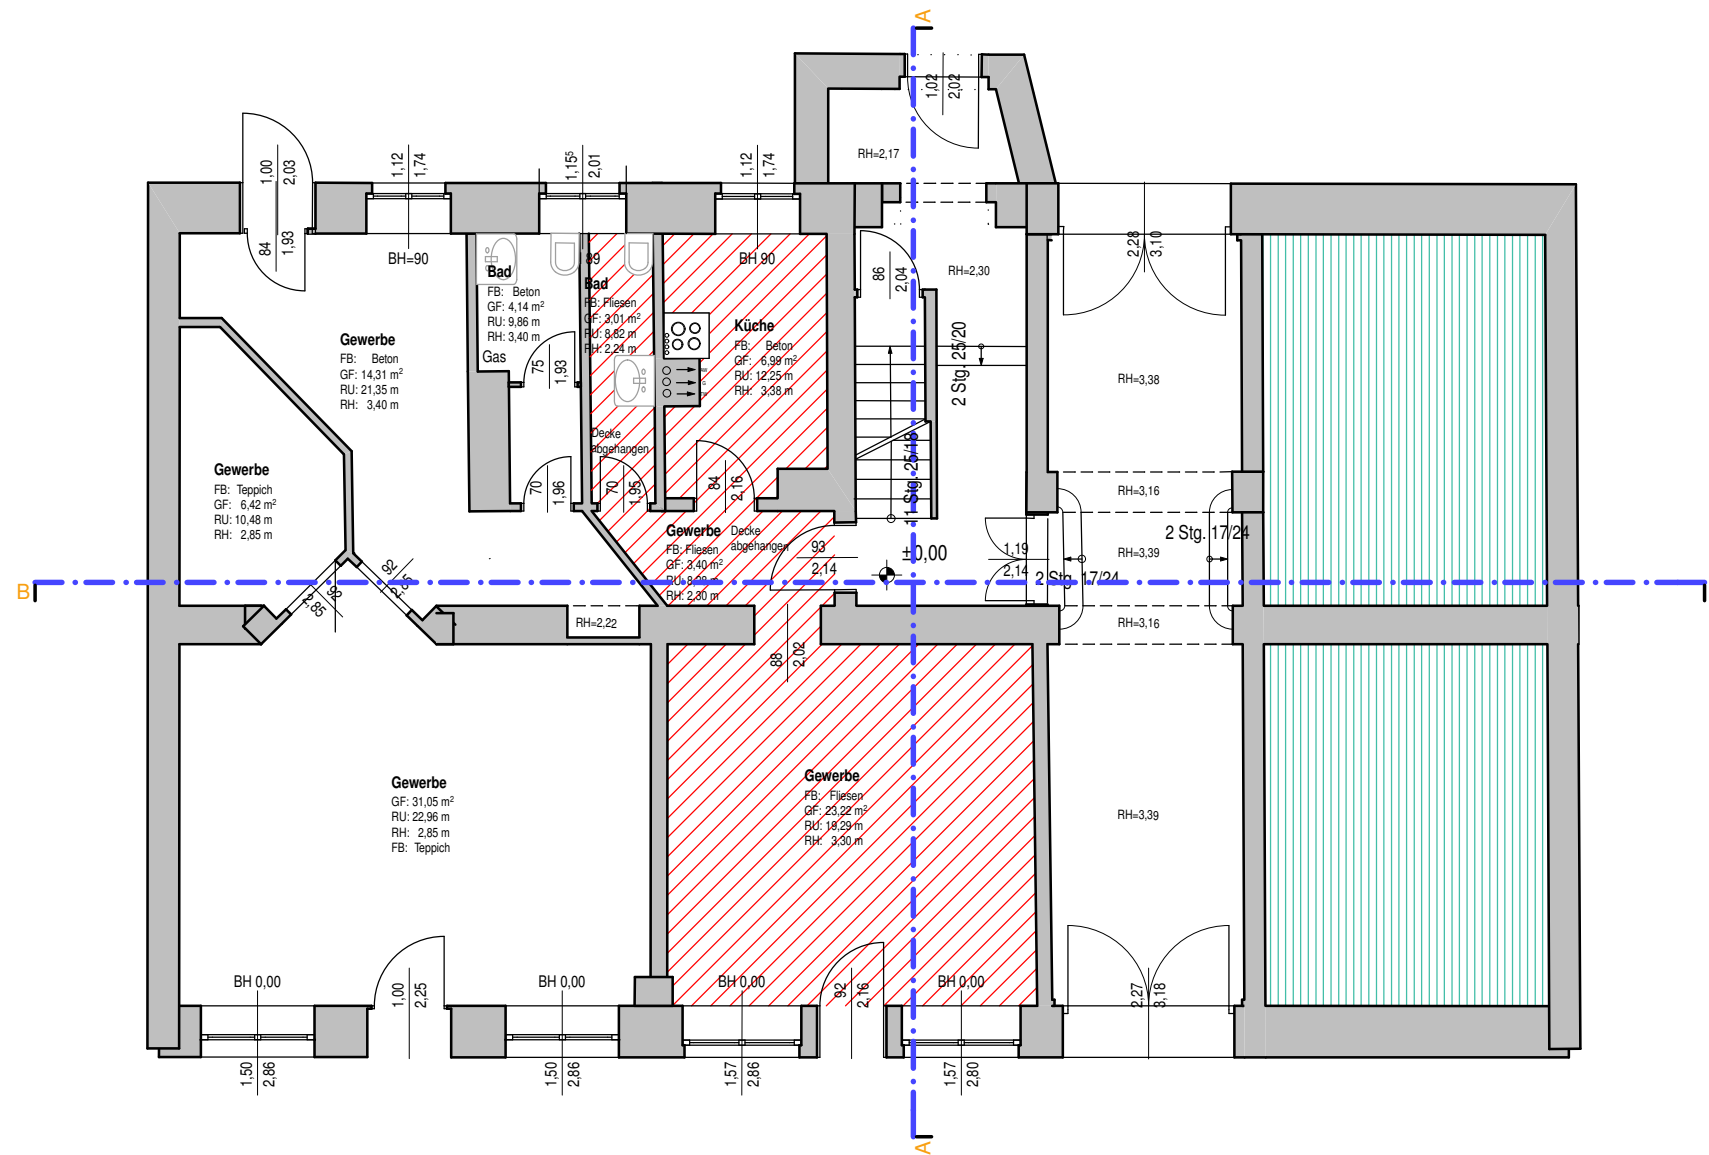 A
1,02
2,02
RH=2,17
1,00
2,03
1,12
1,74
1,15⁵
2,01
1,12
1,74
84
1,93
BH=90
89
BH 90
86
2,04
RH=2,30
2,28
3,10
Bad
FB: Beton
GF: 4,14 m²
RU: 9,86 m
RH: 3,40 m
Gas
75
1,93
Bad
FB: Fliesen
GF: 3,01 m²
RU: 8,82 m
RH: 2,24 m
Küche
FB: Beton
GF: 6,99 m²
RU: 12,25 m
RH: 3,38 m
Gewerbe
FB: Beton
GF: 14,31 m²
RU: 21,35 m
RH: 3,40 m
2 Stg. 25/20
RH=3,38
Decke
abgehangen
Gewerbe
FB: Teppich
GF: 6,42 m²
RU: 10,48 m
RH: 2,85 m
70
1,96
70
1,95
84
2,16
11 Stg. 25/18
RH=3,16
2 Stg. 17/24
Gewerbe
FB: Fliesen
GF: 3,40 m²
RU: 8,28 m
RH: 2,30 m
Decke
abgehangen
93
2,14
±0,00
1,19
2,14
RH=3,39
2 Stg. 17/24
B
92
2,85
92
RH=2,22
RH=3,16
88
2,02
Gewerbe
GF: 31,05 m²
RU: 22,96 m
RH: 2,85 m
FB: Teppich
Gewerbe
FB: Fliesen
GF: 23,22 m²
RU: 19,29 m
RH: 3,30 m
RH=3,39
BH 0,00
1,00
2,25
BH 0,00
BH 0,00
92
2,16
BH 0,00
2,27
3,18
1,50
2,86
1,50
2,86
1,57
2,86
1,57
2,80
A